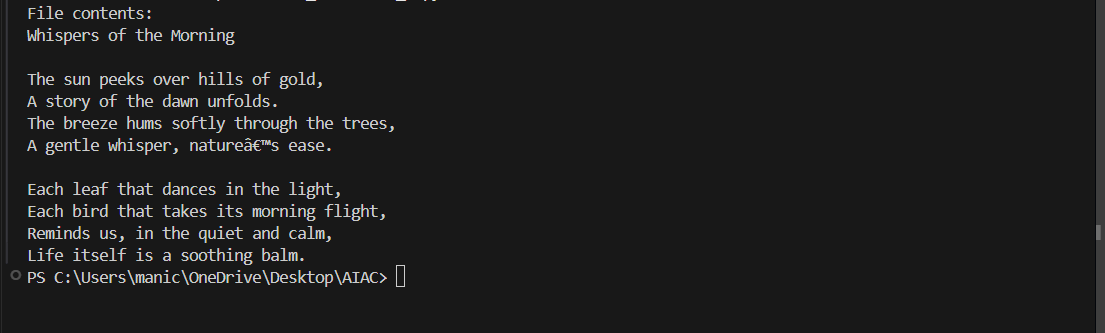 File contents:
Whispers of the Morning
The sun peeks over hills of gold,
A story of the dawn unfolds.
The breeze hums softly through the trees,
A gentle whisper, natureâ€™s ease.
Each leaf that dances in the light,
Each bird that takes its morning flight,
Reminds us, in the quiet and calm,
Life itself is a soothing balm.
PS C:\Users\manic\OneDrive\Desktop\AIAC>